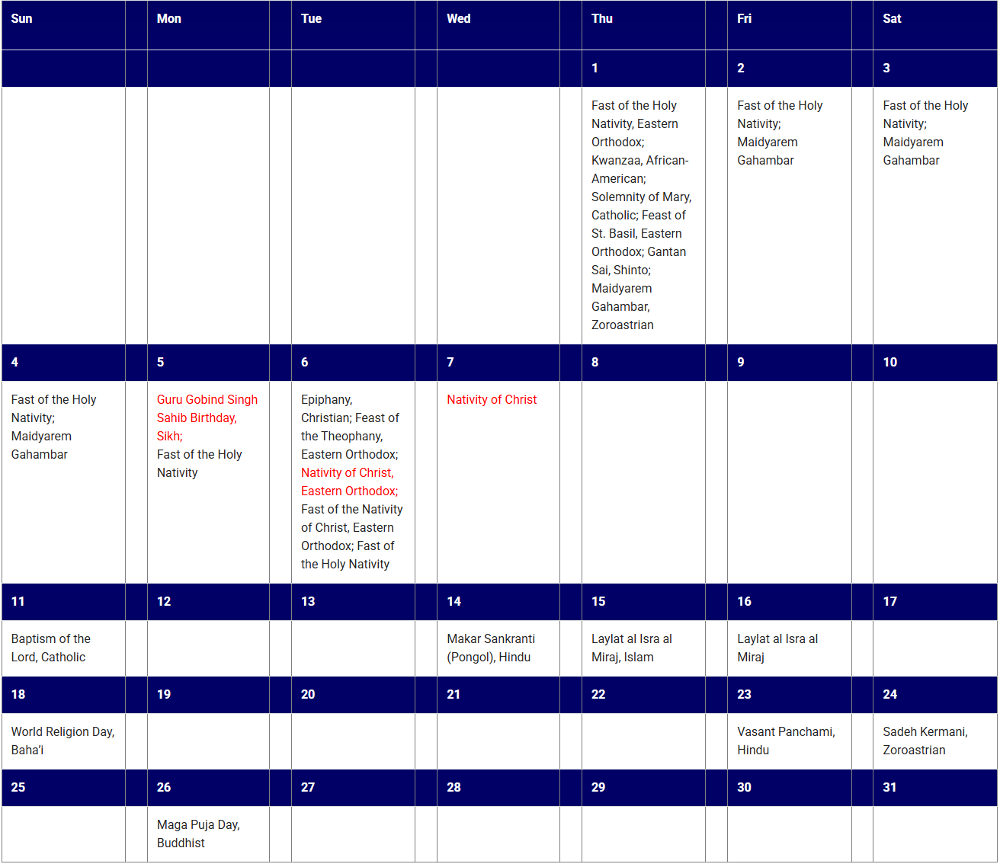 Sun Mon Tue Wed Thu Fri Sat
1 2 3
Fast of the Holy
Nativity, Eastern
Orthodox;
Kwanzaa, African-
American;
Solemnity of Mary,
Catholic; Feast of
St. Basil, Eastern
Orthodox; Gantan
Sai, Shinto;
Maidyarem
Gahambar,
Zoroastrian
Fast of the Holy
Nativity;
Maidyarem
Gahambar
Fast of the Holy
Nativity;
Maidyarem
Gahambar
4 5 6 7 8 9 10
Fast of the Holy
Nativity;
Maidyarem
Gahambar
Guru Gobind Singh
Sahib Birthday,
Sikh;
Fast of the Holy
Nativity
Epiphany,
Christian; Feast of
the Theophany,
Eastern Orthodox;
Nativity of Christ,
Eastern Orthodox;
Fast of the Nativity
of Christ, Eastern
Orthodox; Fast of
the Holy Nativity
Nativity of Christ
11 12 13 14 15 16 17
Baptism of the
Lord, Catholic
Makar Sankranti
(Pongol), Hindu
Laylat al Isra al
Miraj, Islam
Laylat al Isra al
Miraj
18 19 20 21 22 23 24
World Religion Day,
Baha’i
Vasant Panchami,
Hindu
Sadeh Kermani,
Zoroastrian
25 26 27 28 29 30 31
Maga Puja Day,
Buddhist